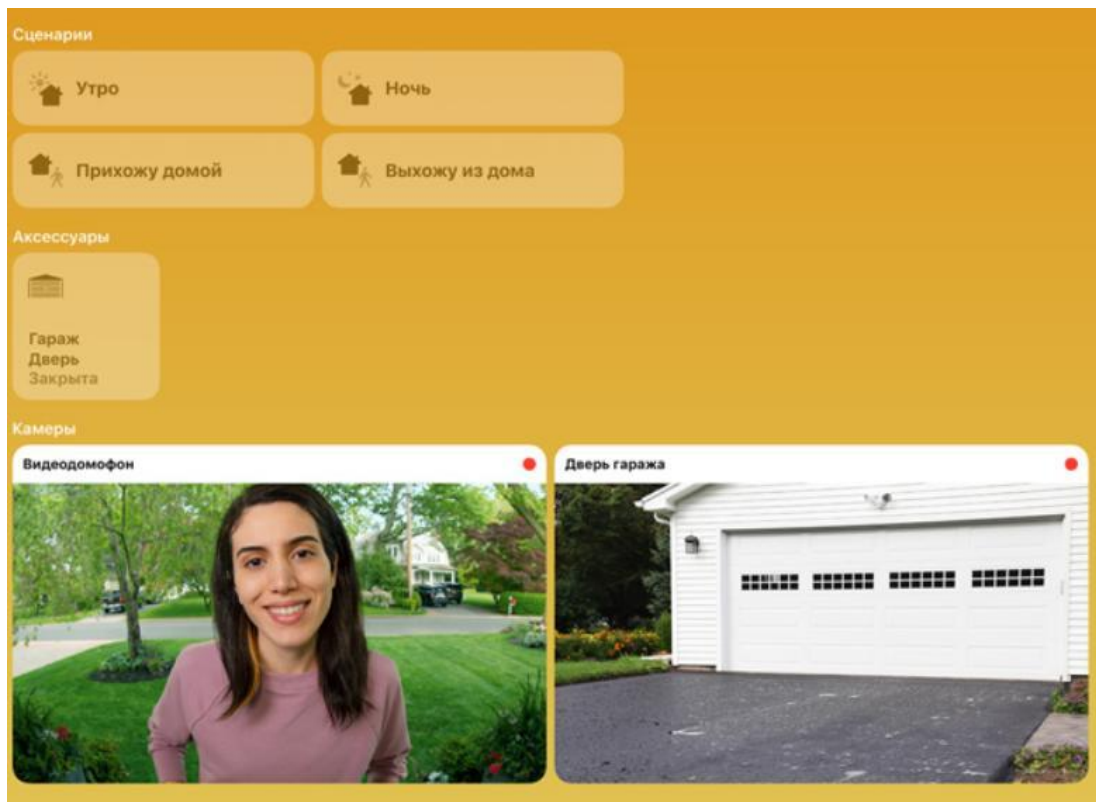 Сценарии
Утро
Ночь
Прихожу домой
Выхожу из дома
Аксессуары
Гараж
Дверь
Закрыта
Камеры
Видеодомофон
Дверь гаража